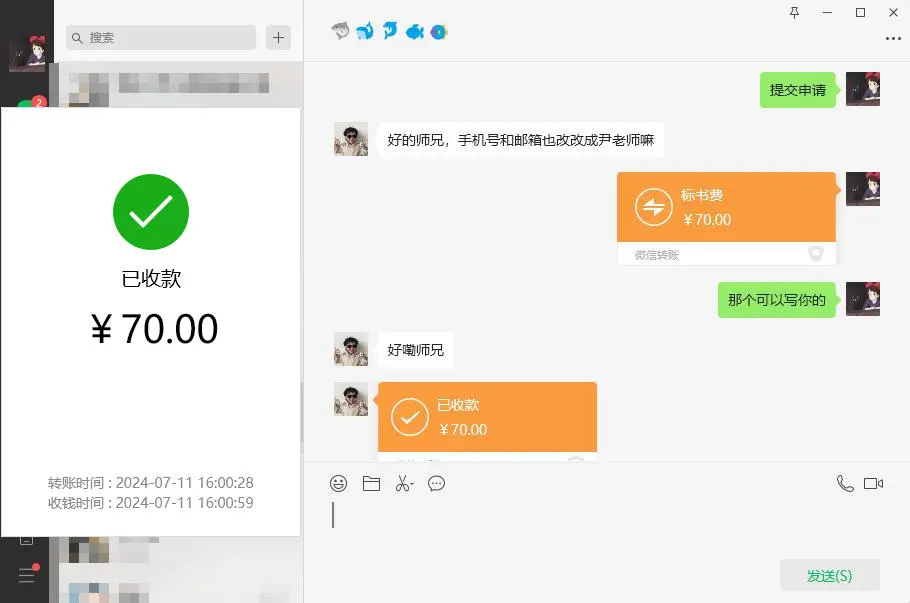 搜索
2
已收款
￥70.00
转账时间 : 2024-07-11 16:00:28
收钱时间 : 2024-07-11 16:00:59
提交申请
好的师兄，手机号和邮箱也改改成尹老师嘛
标书费
￥70.00
微信转账
那个可以写你的
好嘞师兄
已收款
￥70.00
发送(S)